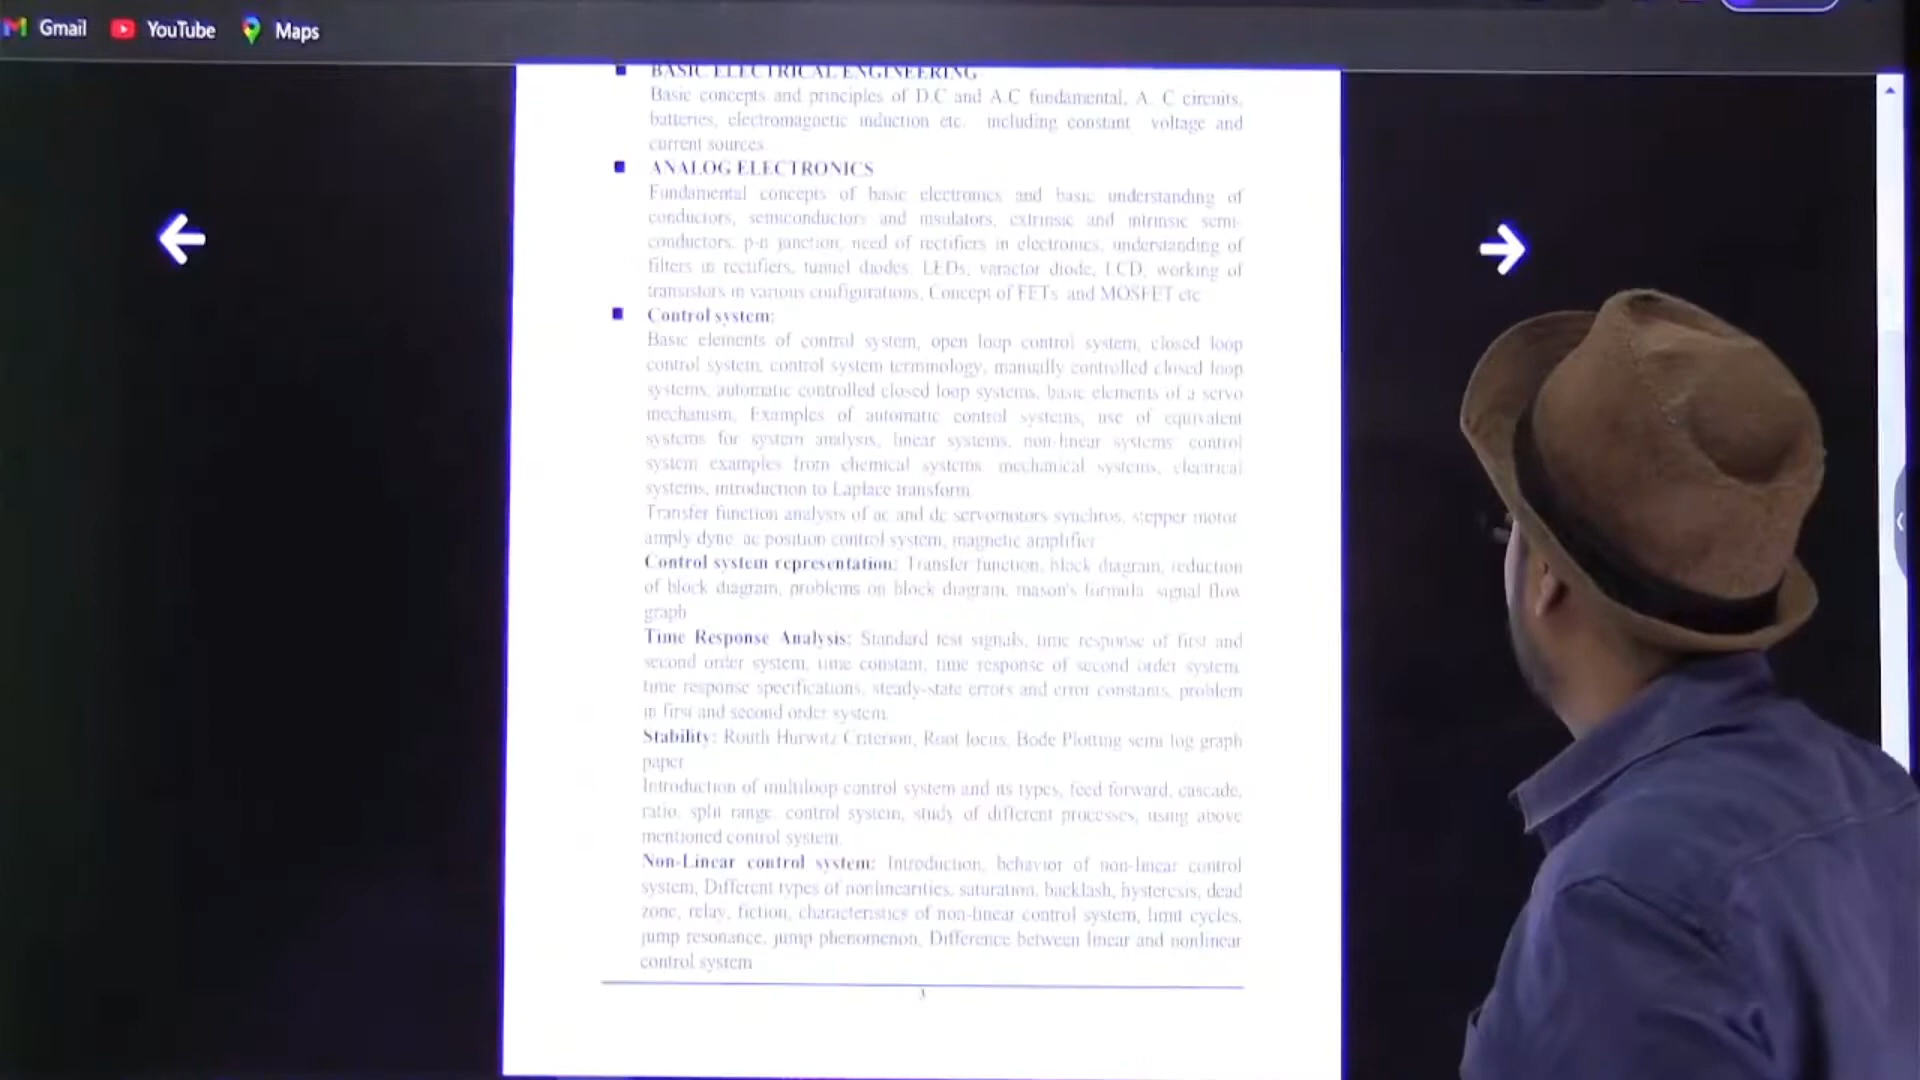 Gmail YouTube Maps
BASIC ELECTRICAL ENGINEERING
Basic concepts and principles of D.C and A.C fundamental, A. C circuits,
batteries, electromagnetic induction etc. including constant voltage and
current sources
ANALOG ELECTRONICS
Fundamental concepts of basic electronics and basic understanding of
conductors, semiconductors and insulators, extrinsic and intrinsic semi-
conductors, p-n junction, need of rectifiers in electronics, understanding of
filters in rectifiers, tunnel diodes, LEDs, varactor diode, LCD, working of
transistors in various configurations, Concept of FETs and MOSFET etc
Control system:
Basic elements of control system, open loop control system, closed loop
control system, control system terminology, manually controlled closed loop
systems, automatic controlled closed loop systems, basic elements of a servo
mechanism, Examples of automatic control systems, use of equivalent
systems for system analysis, linear systems, non-linear systems, control
system examples from chemical systems, mechanical systems, electrical
systems, introduction to Laplace transform
Transfer function analysis of ac and dc servomotors synchros, stepper motor,
amply dyne, ac position control system, magnetic amplifier
Control system representation: Transfer function, block diagram, reduction
of block diagram, problems on block diagram, mason's formula, signal flow
graph
Time Response Analysis: Standard test signals, time response of first and
second order system, time constant, time response of second order system,
time response specifications, steady-state errors and error constants, problem
in first and second order system.
Stability: Routh Hurwitz Criterion, Root locus, Bode Plotting semi log graph
paper
Introduction of multiloop control system and its types, feed forward, cascade,
ratio, split range, control system, study of different processes, using above
mentioned control system.
Non-Linear control system: Introduction, behavior of non-linear control
system, Different types of nonlinearities, saturation, backlash, hysteresis, dead
zone, relay, fiction, characteristics of non-linear control system, limit cycles,
jump resonance, jump phenomenon, Difference between linear and nonlinear
control system
3